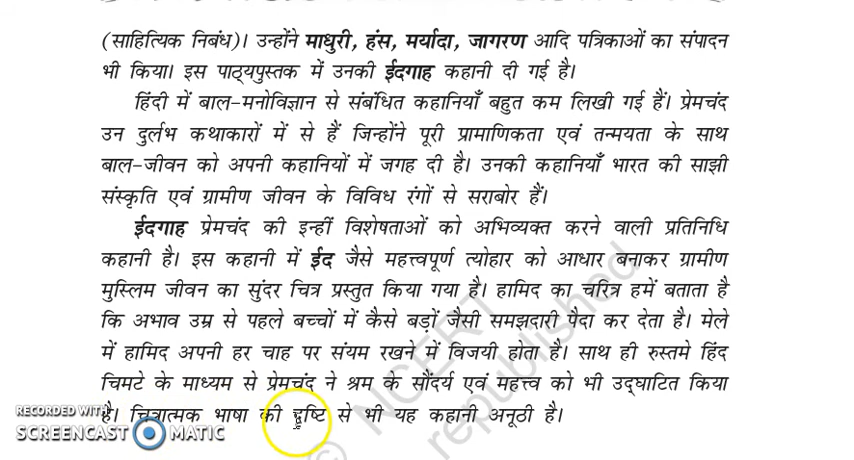 (साहित्यिक निबंध)। उन्होंने माधुरी, हंस, मर्यादा, जागरण आदि पत्रिकाओं का संपादन
भी किया। इस पाठ्यपुस्तक में उनकी ईदगाह कहानी दी गई है।
हिंदी में बाल-मनोविज्ञान से संबंधित कहानियाँ बहुत कम लिखी गई हैं। प्रेमचंद
उन दुर्लभ कथाकारों में से हैं जिन्होंने पूरी प्रामाणिकता एवं तन्मयता के साथ
बाल-जीवन को अपनी कहानियों में जगह दी है। उनकी कहानियाँ भारत की साझी
संस्कृति एवं ग्रामीण जीवन के विविध रंगों से सराबोर हैं।
ईदगाह प्रेमचंद की इन्हीं विशेषताओं को अभिव्यक्त करने वाली प्रतिनिधि
कहानी है। इस कहानी में ईद जैसे महत्त्वपूर्ण त्योहार को आधार बनाकर ग्रामीण
मुस्लिम जीवन का सुंदर चित्र प्रस्तुत किया गया है। हामिद का चरित्र हमें बताता है
कि अभाव उम्र से पहले बच्चों में कैसे बड़ों जैसी समझदारी पैदा कर देता है। मेले
में हामिद अपनी हर चाह पर संयम रखने में विजयी होता है। साथ ही रुस्तमे हिंद
चिमटे के माध्यम से प्रेमचंद ने श्रम के सौंदर्य एवं महत्त्व को भी उद्घाटित किया
है। चित्रात्मक भाषा की दृष्टि से भी यह कहानी अनूठी है।
RECORDED WITH
SCREENCAST MATIC
© NCERT
republished